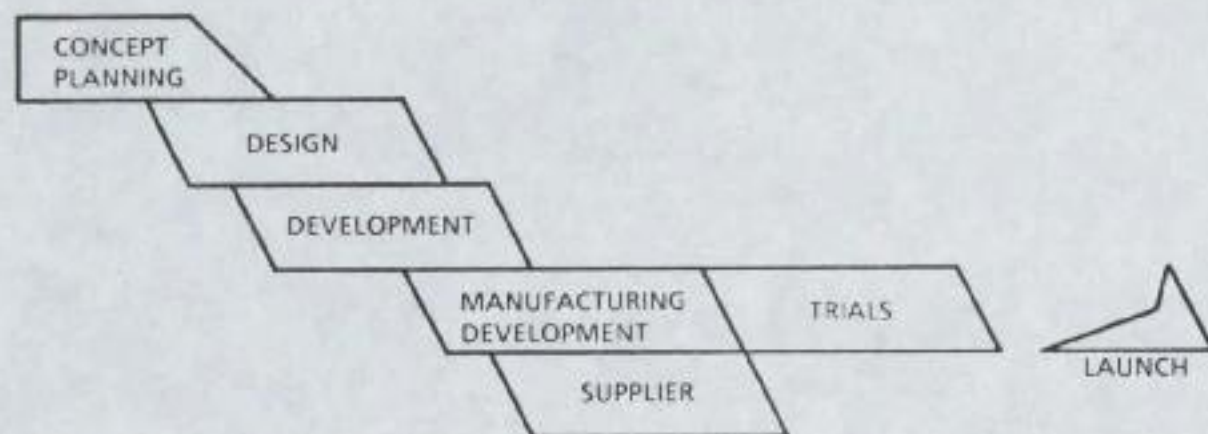 CONCEPT
PLANNING
DESIGN
DEVELOPMENT
MANUFACTURING
DEVELOPMENT
TRIALS
LAUNCH
SUPPLIER